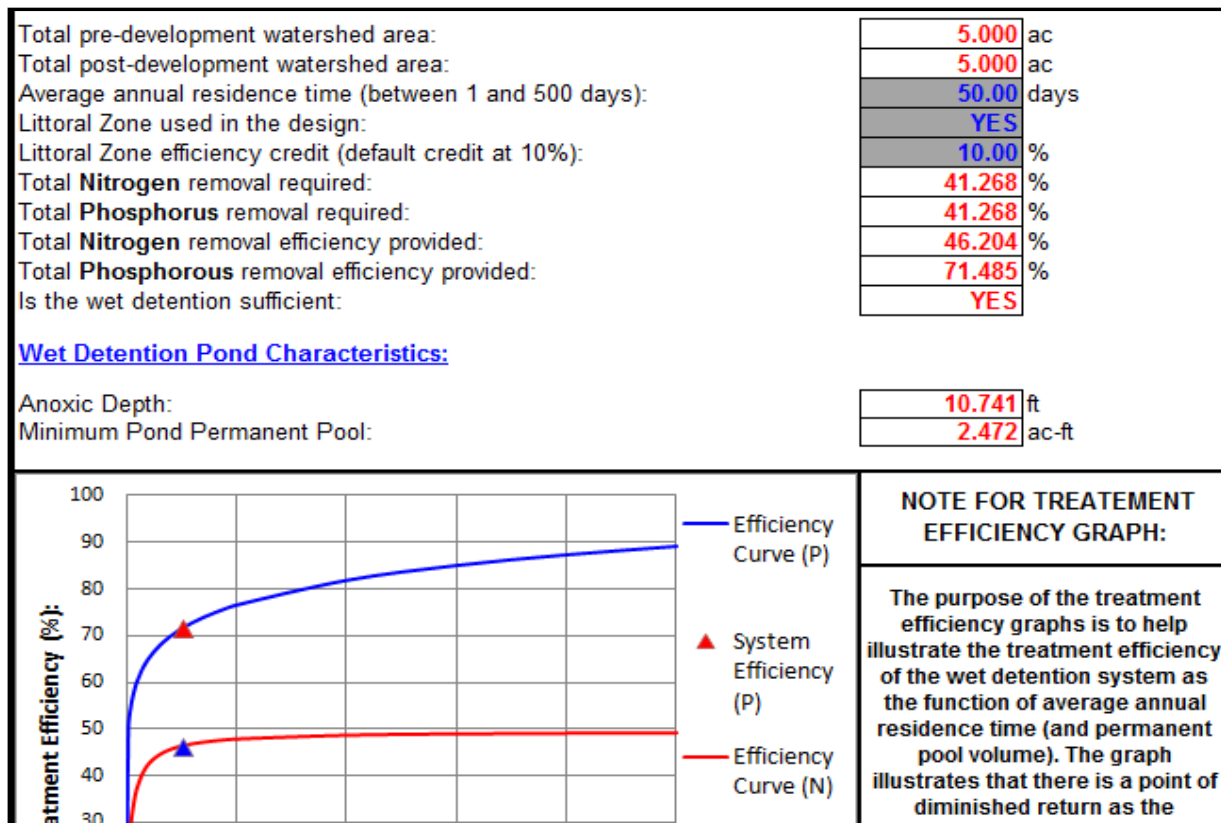 Total pre-development watershed area: 5.000 ac
Total post-development watershed area: 5.000 ac
Average annual residence time (between 1 and 500 days): 50.00 days
Littoral Zone used in the design: YES
Littoral Zone efficiency credit (default credit at 10%): 10.00 %
Total Nitrogen removal required: 41.268 %
Total Phosphorus removal required: 41.268 %
Total Nitrogen removal efficiency provided: 46.204 %
Total Phosphorous removal efficiency provided: 71.485 %
Is the wet detention sufficient: YES
Wet Detention Pond Characteristics:
Anoxic Depth: 10.741 ft
Minimum Pond Permanent Pool: 2.472 ac-ft
100
90
80
70
60
50
40
30
atment Efficiency (%):
Efficiency
Curve (P)
System
Efficiency
(P)
Efficiency
Curve (N)
NOTE FOR TREATEMENT
EFFICIENCY GRAPH:
The purpose of the treatment
efficiency graphs is to help
illustrate the treatment efficiency
of the wet detention system as
the function of average annual
residence time (and permanent
pool volume). The graph
illustrates that there is a point of
diminished return as the